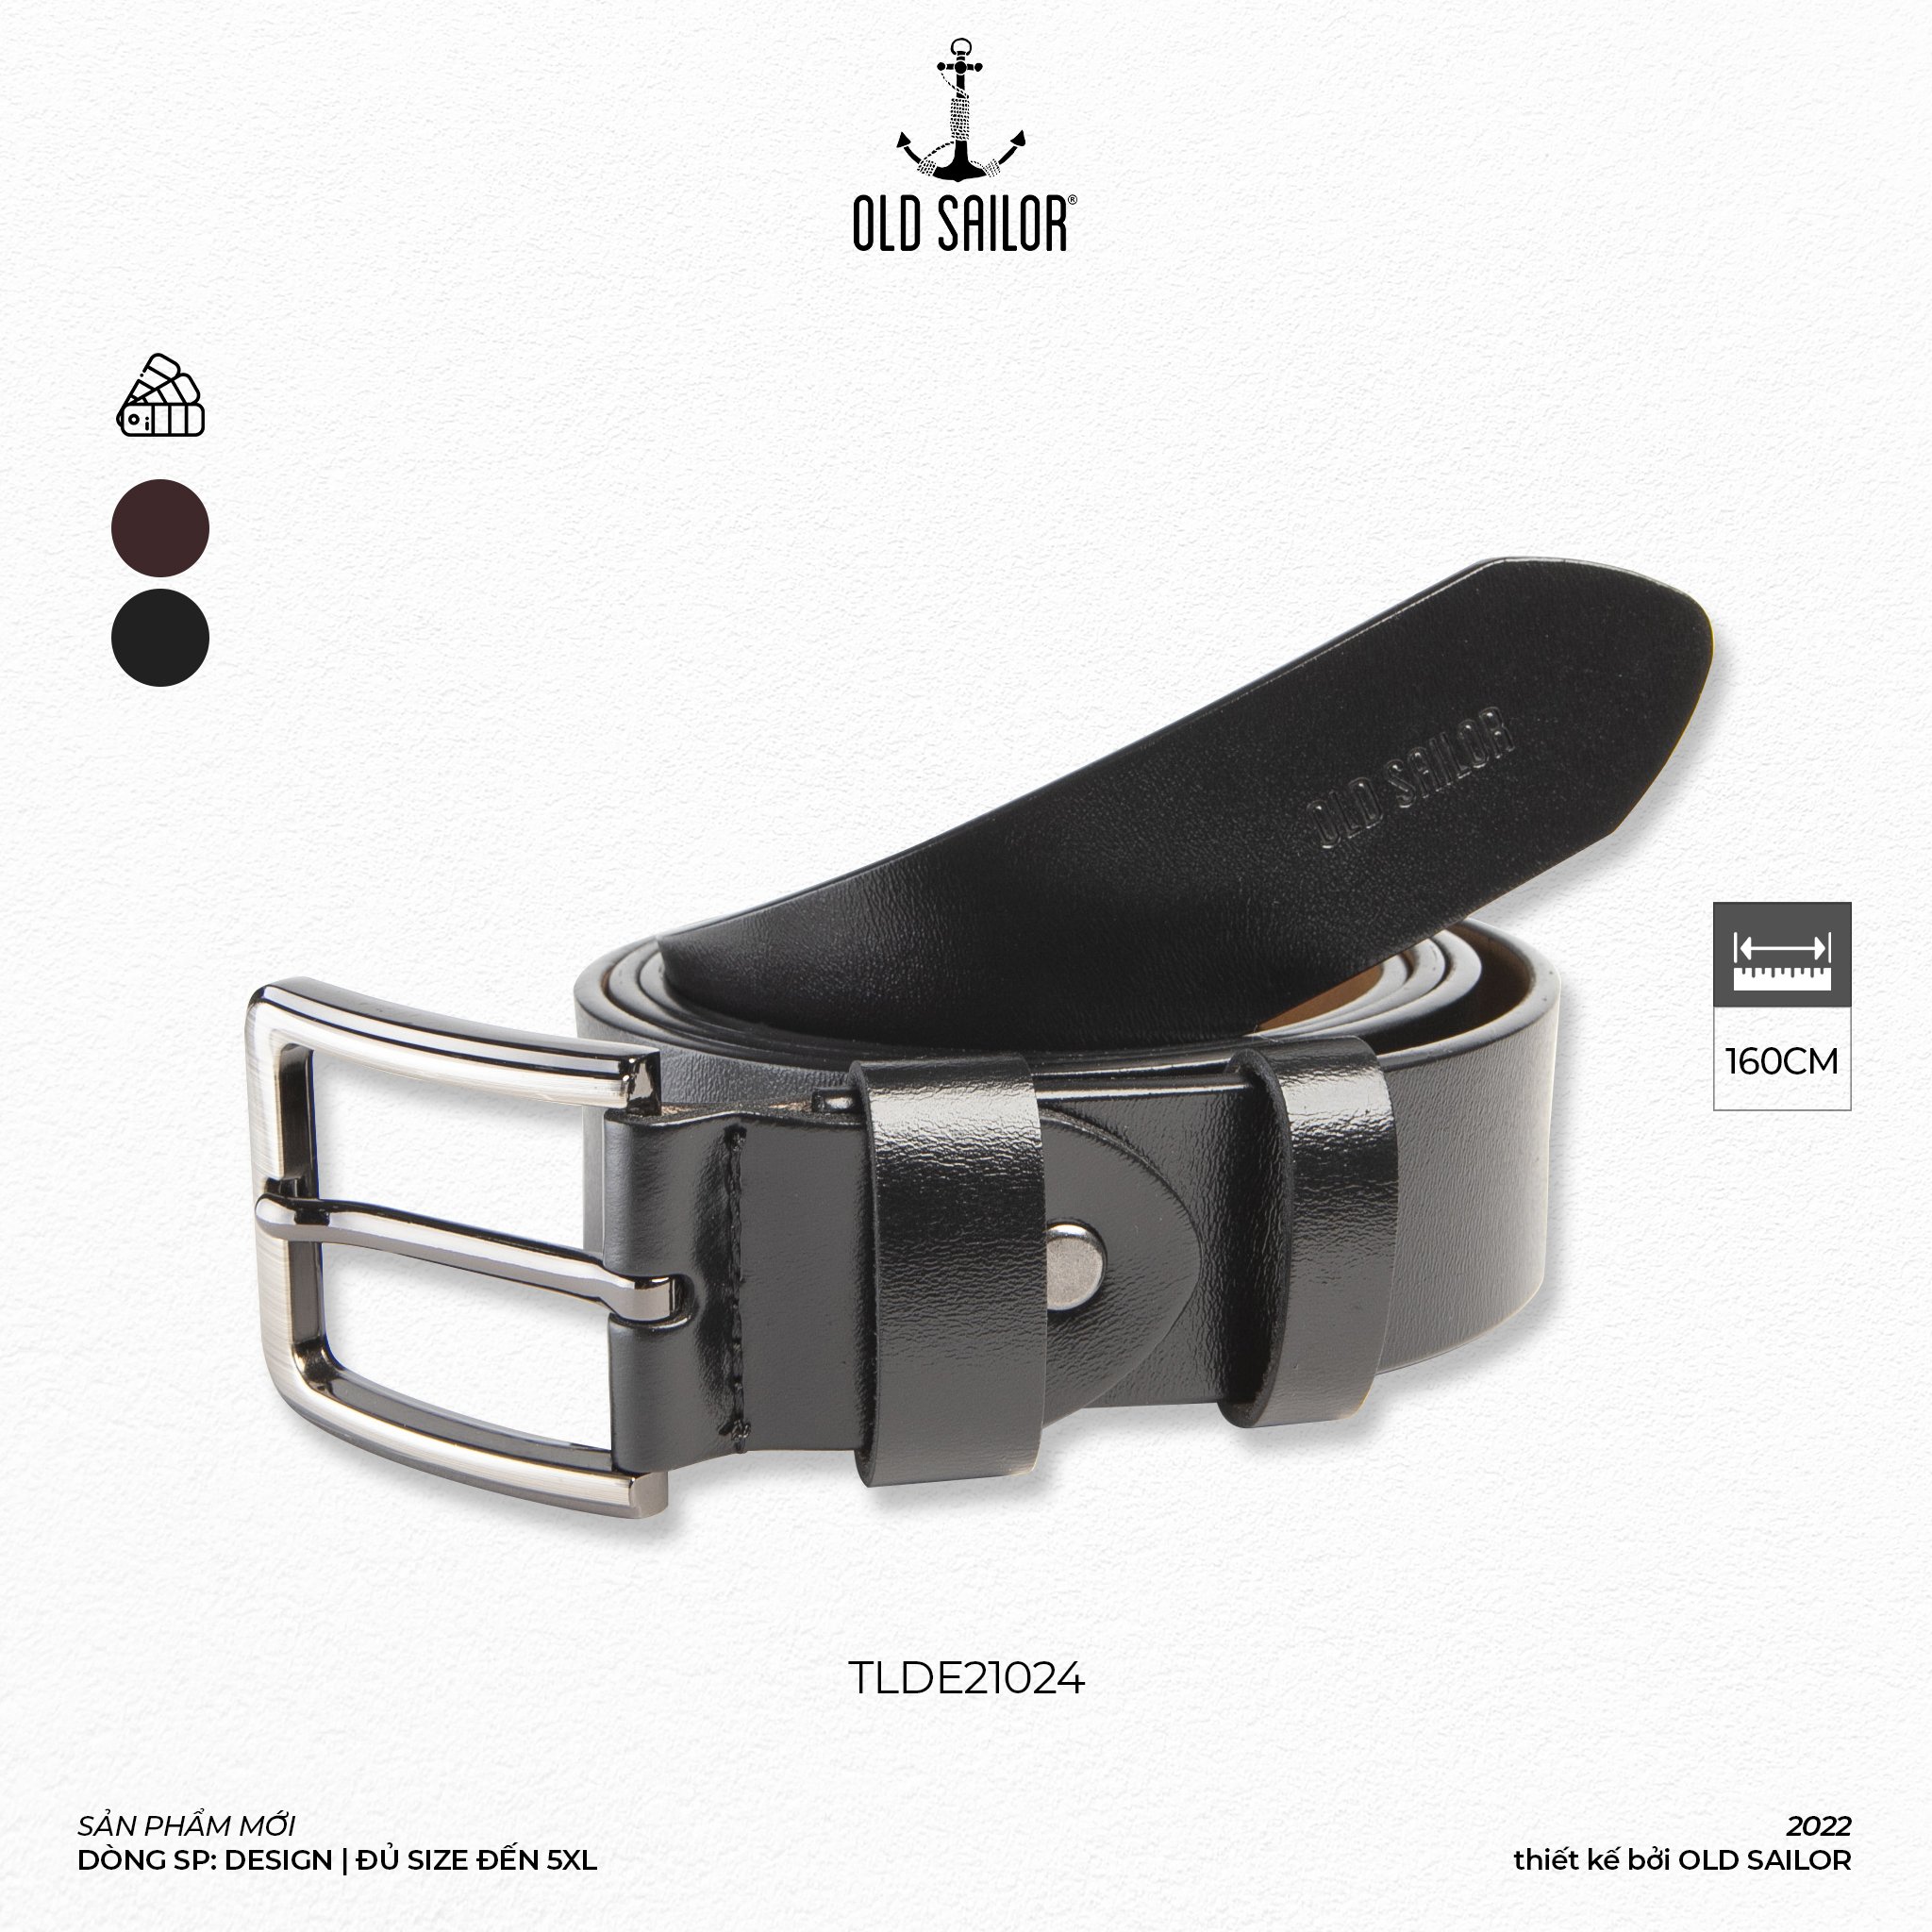 OLD SAILOR®
OLD SAILOR
160CM
TLDE21024
SẢN PHẨM MỚI
DÒNG SP: DESIGN | ĐỦ SIZE ĐẾN 5XL
2022
thiết kế bởi OLD SAILOR